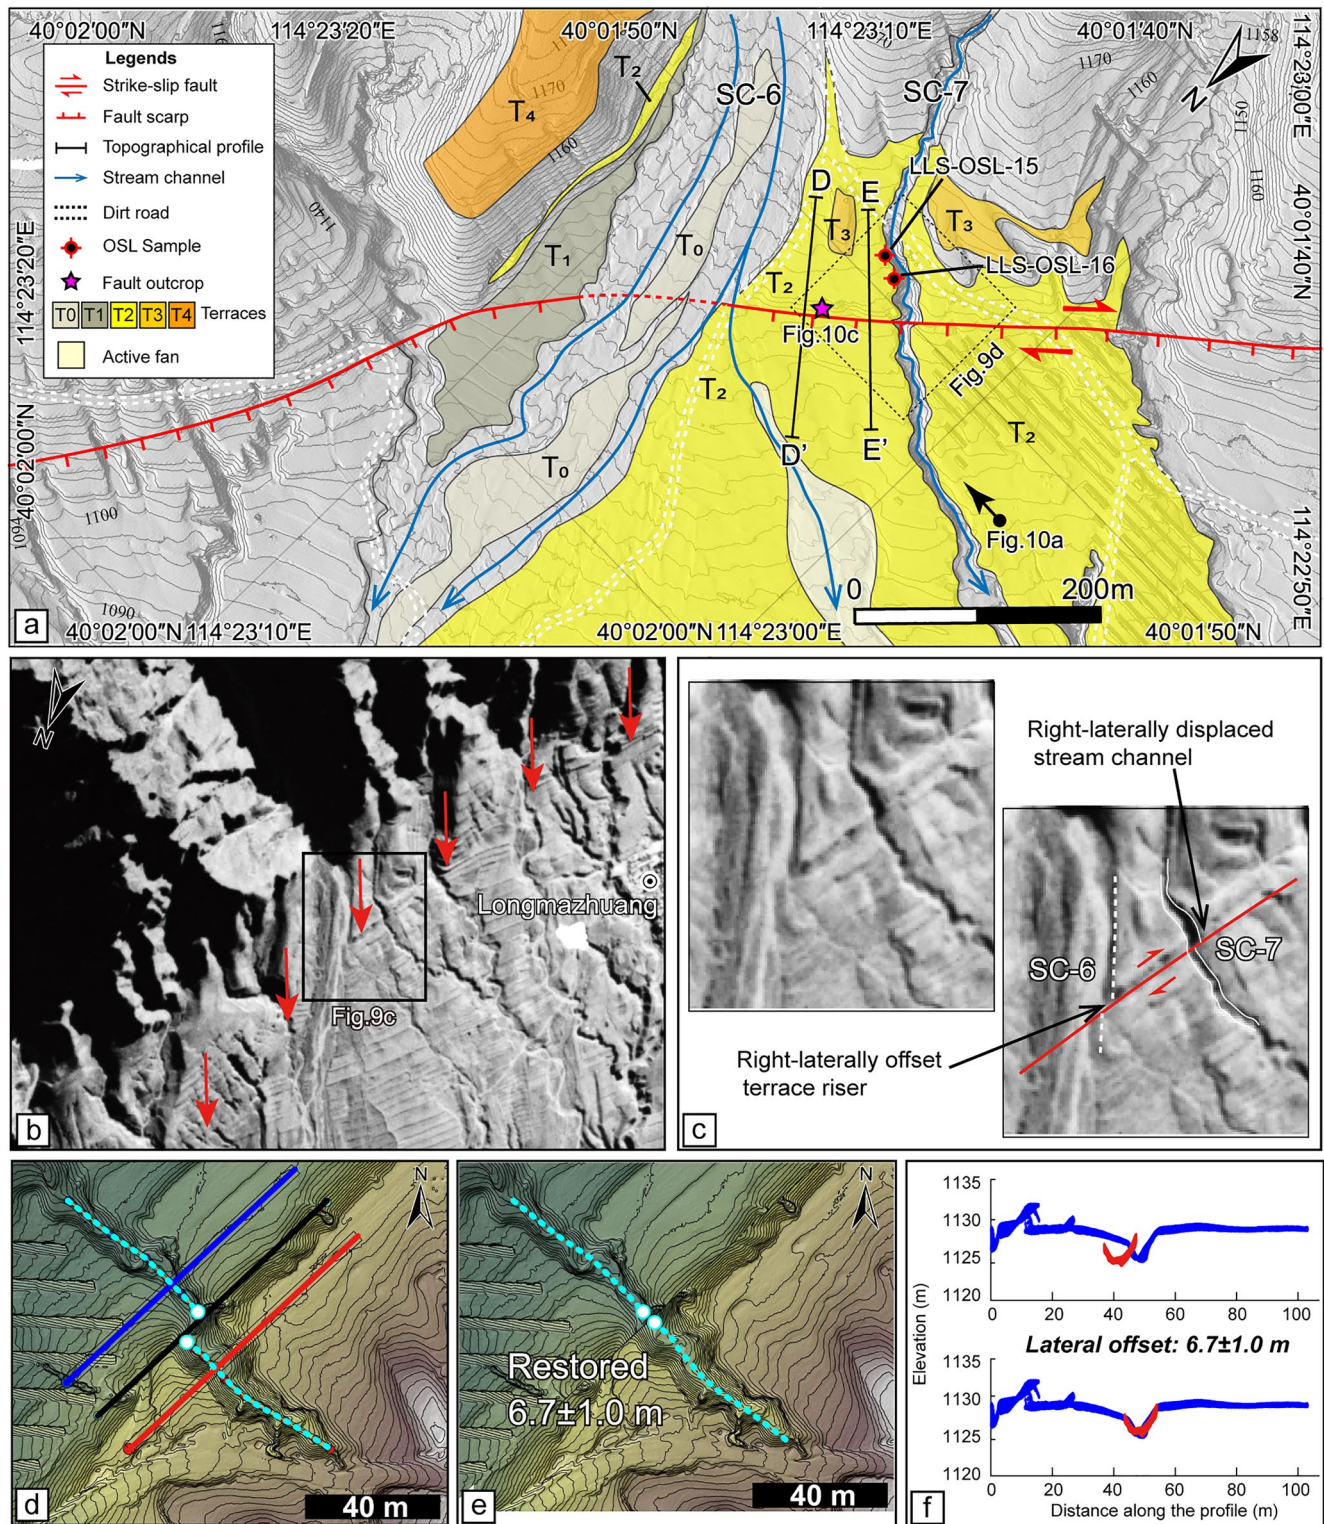 40°02′00″N
114°23′20″E
40°01′50″N
114°23′10″E
40°01′40″N
114°23′00″E
Legends
Strike-slip fault
Fault scarp
Topographical profile
Stream channel
Dirt road
OSL Sample
Fault outcrop
T0 T1 T2 T3 T4 Terraces
Active fan
1170
T₄
1160
T₂
SC-6
SC-7
1170
1160
1158
1150
1160
1140
LLS-OSL-15
D
E
T₃
T₃
T₁
T₀
LLS-OSL-16
T₂
Fig.10c
Fig.9d
114°23′20″E
40°01′40″N
T₂
T₂
T₀
D'
E'
40°02′00″N
1094
1100
1090
Fig.10a
114°22′50″E
0
200m
N
a
40°02′00″N
114°23′10″E
40°02′00″N
114°23′00″E
40°01′50″N
N
Longmazhuang
Fig.9c
b
Right-laterally displaced
stream channel
SC-6
SC-7
Right-laterally offset
terrace riser
c
N
40 m
d
N
Restored
6.7±1.0 m
40 m
e
Elevation (m)
1135
1130
1125
1120
0 20 40 60 80 100
Lateral offset: 6.7±1.0 m
1135
1130
1125
1120
0 20 40 60 80 100
Distance along the profile (m)
f